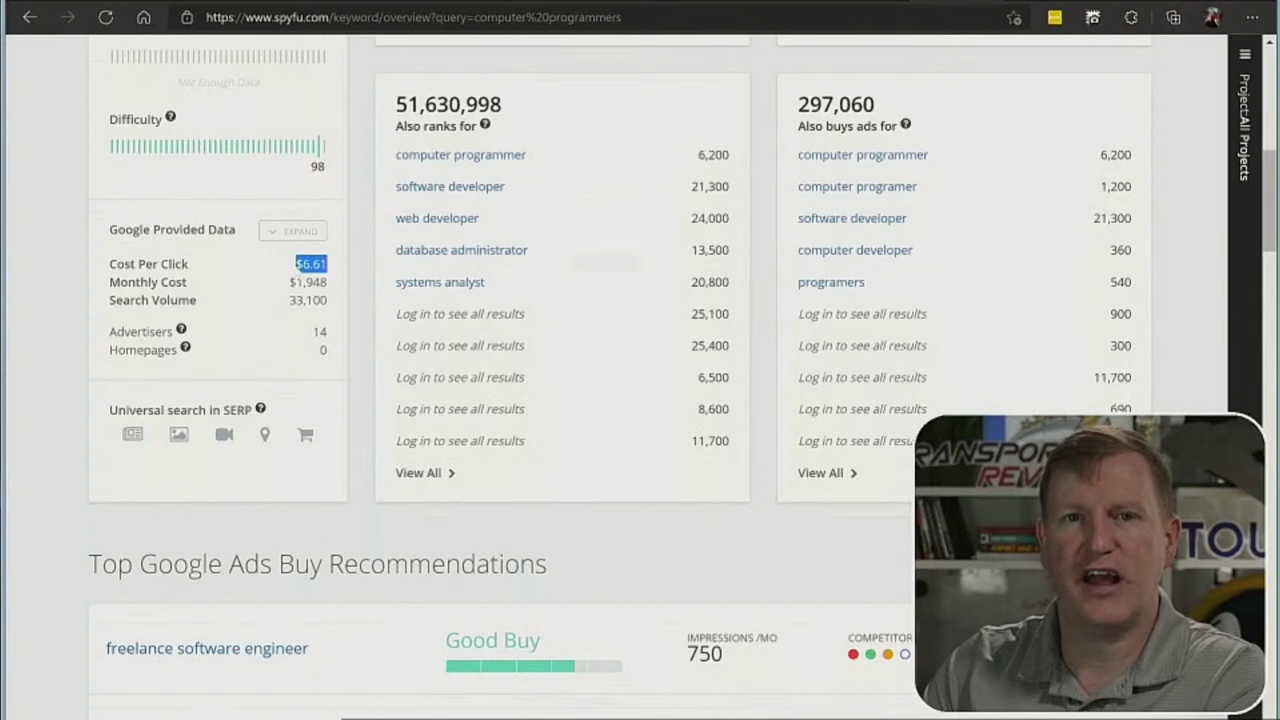 https://www.spyfu.com/keyword/overview?query=computer%20programmers
Project:All Projects
Not Enough Data
Difficulty
98
Google Provided Data
EXPAND
Cost Per Click $6.61
Monthly Cost $1,948
Search Volume 33,100
Advertisers 14
Homepages 0
Universal search in SERP
51,630,998
Also ranks for
computer programmer 6,200
software developer 21,300
web developer 24,000
database administrator 13,500
systems analyst 20,800
Log in to see all results 25,100
Log in to see all results 25,400
Log in to see all results 6,500
Log in to see all results 8,600
Log in to see all results 11,700
View All
297,060
Also buys ads for
computer programmer 6,200
computer programer 1,200
software developer 21,300
computer developer 360
programers 540
Log in to see all results 900
Log in to see all results 300
Log in to see all results 11,700
Log in to see all results 690
Log in to see all results
View All
Top Google Ads Buy Recommendations
freelance software engineer
Good Buy
IMPRESSIONS /MO
750
COMPETITOR
RANSPOR
REV
TOU